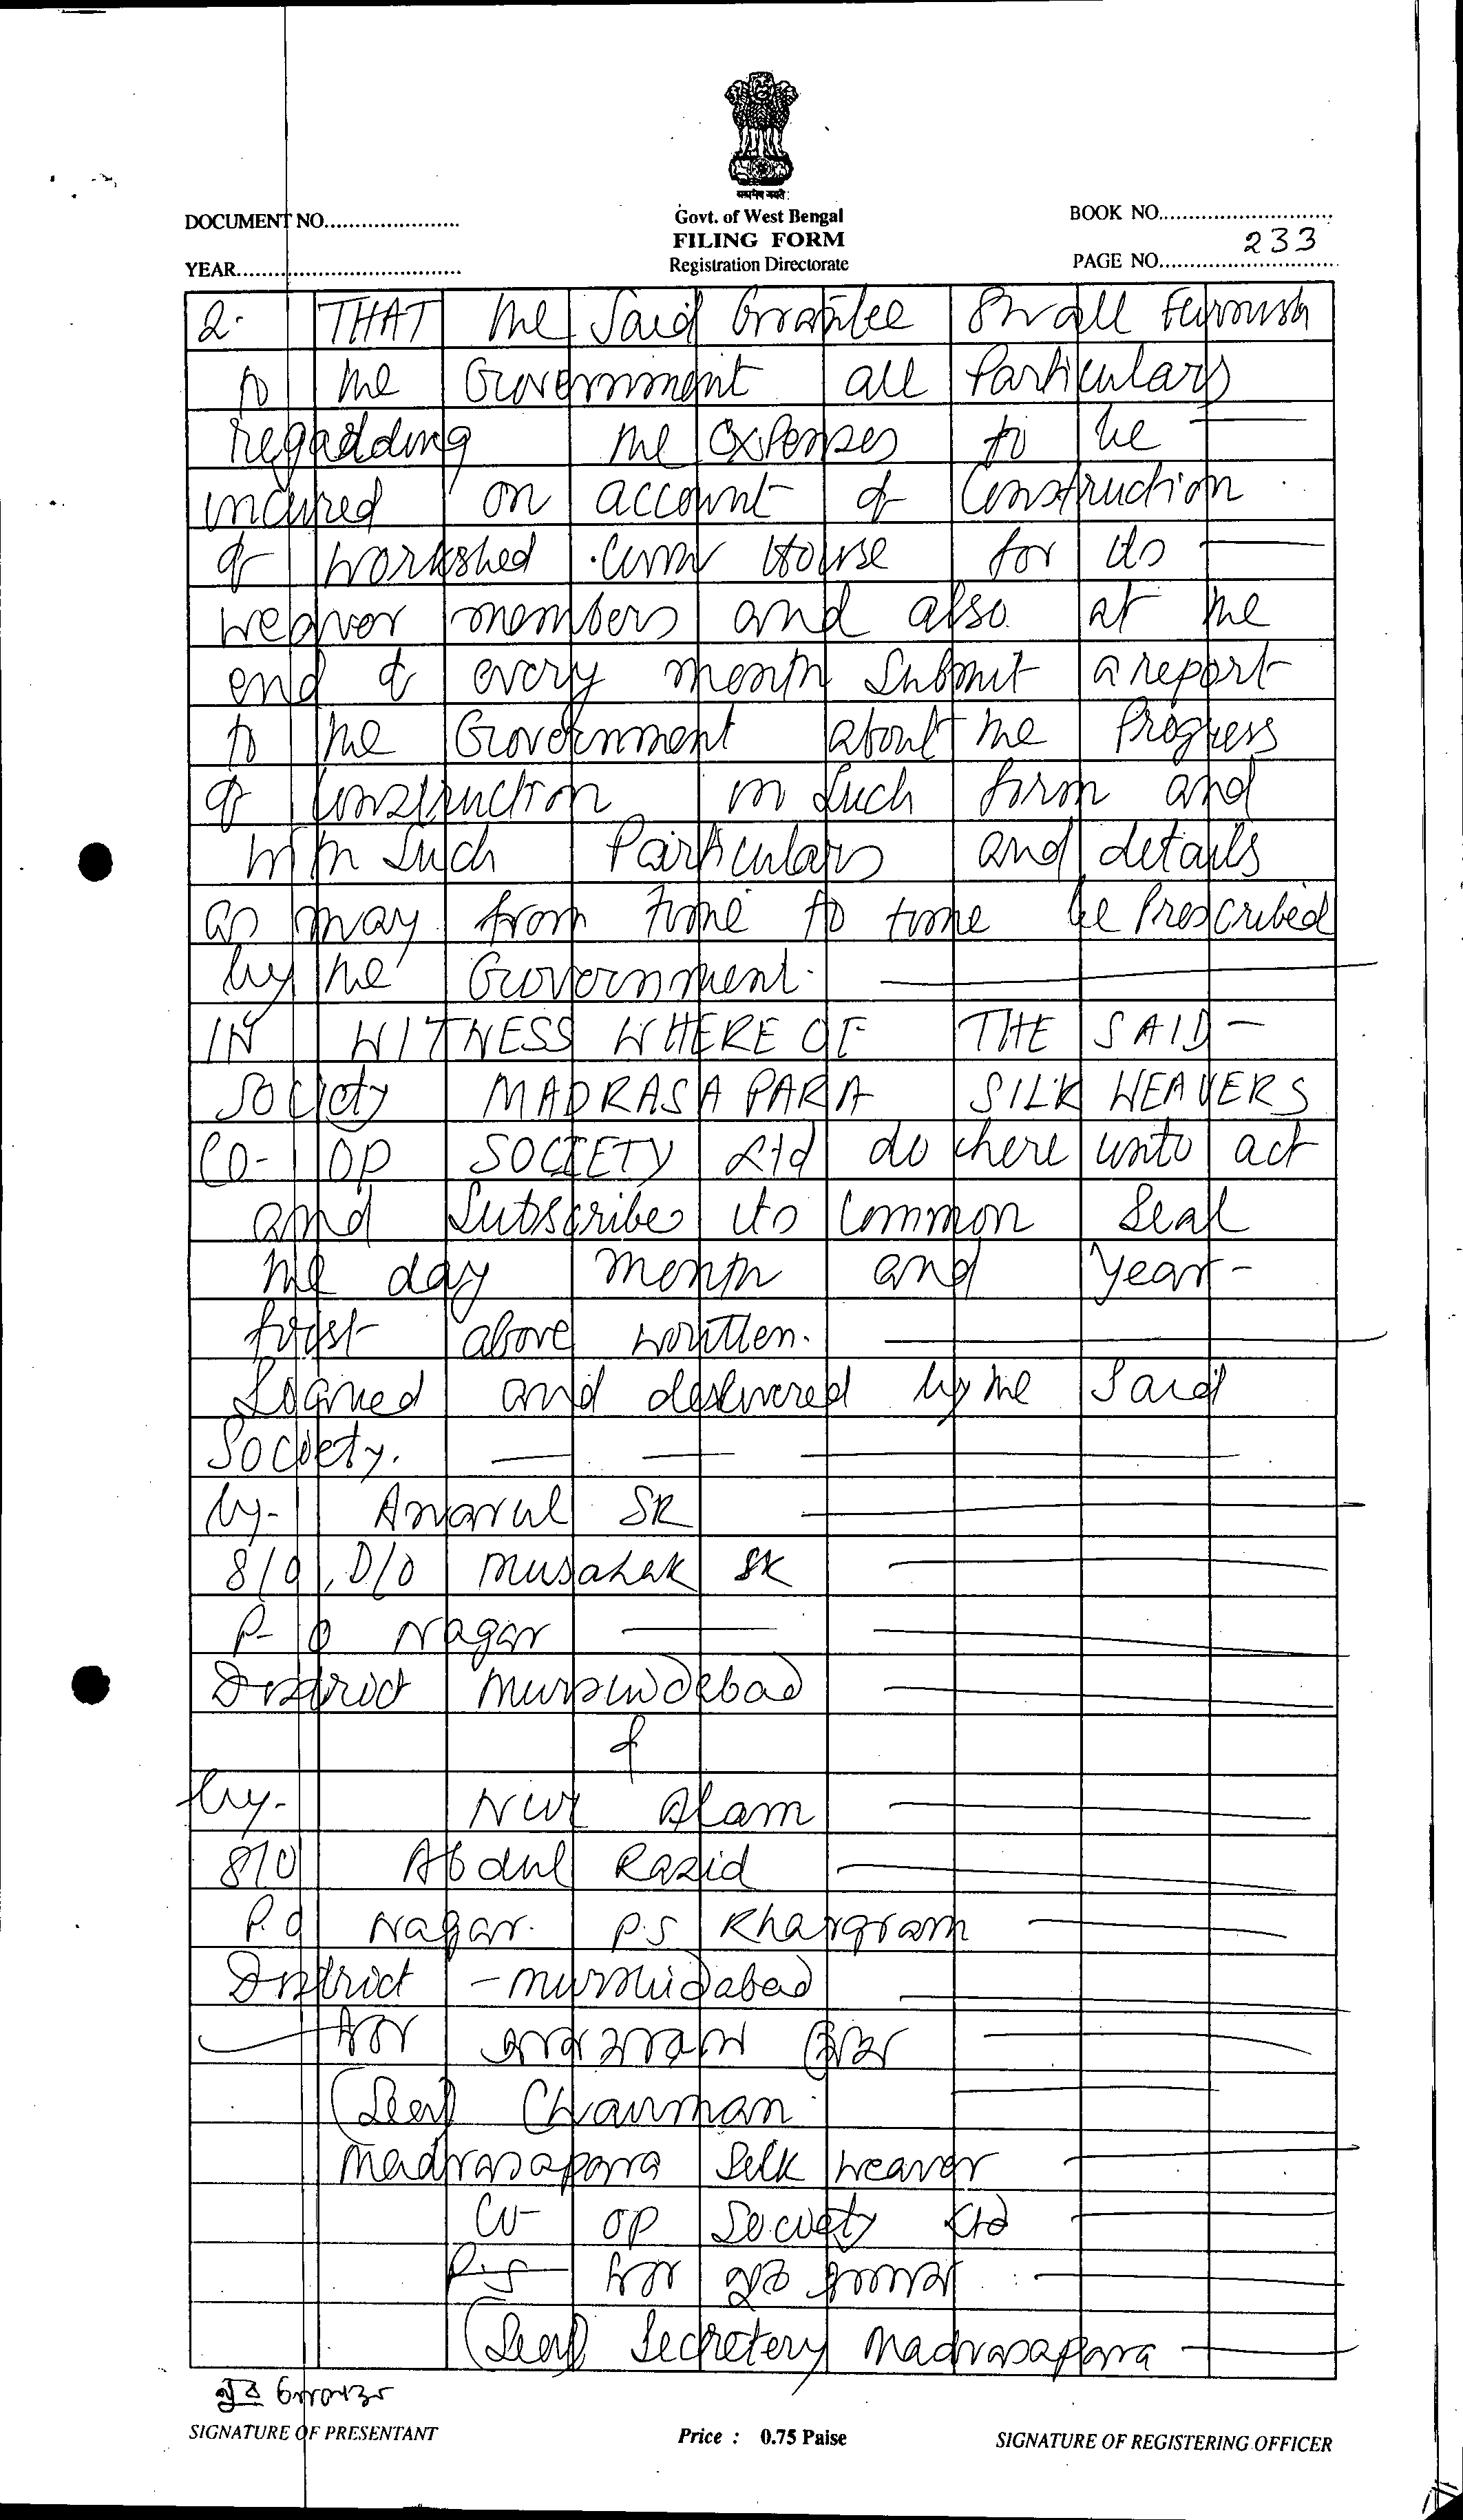 सत्यमेव जयते
Govt. of West Bengal
FILING FORM
Registration Directorate
DOCUMENT NO.....................
YEAR..................................
BOOK NO...........................
PAGE NO. 233
2. THAT the Said Grantee Shall Furnish
to the Government all Particulars
regadding the expenses to be
incured on account of Construction
of workshed cum House for its
weaver members and also at the
end of every month Submit a report
to the Government about the Progress
of Construction in Such form and
with Such Particulars and details
as may from time to time be Prescribed
by the Government.
IN WITNESS WHERE OF THE SAID
Society MADRASA PARA SILK WEAVERS
CO-OP SOCIETY Ltd do there unto act
and Subscribes its Common Seal
the day month and year
first above written.
Signed and delivered by the Said
Society.
by- Anarul SK
S/O, D/O Musahak SK
P-O Nagar
District Murshidabad
&
by- Nur Alam
S/O Abdul Rasid
P.O Nagar. P.S Khargram
District - Murshidabad
(Seal) Chairman
Madrasapara Silk weaver
Co-op Society Ltd
(Seal) Secretery Madrasapara
SIGNATURE OF PRESENTANT
Price : 0.75 Paise
SIGNATURE OF REGISTERING OFFICER